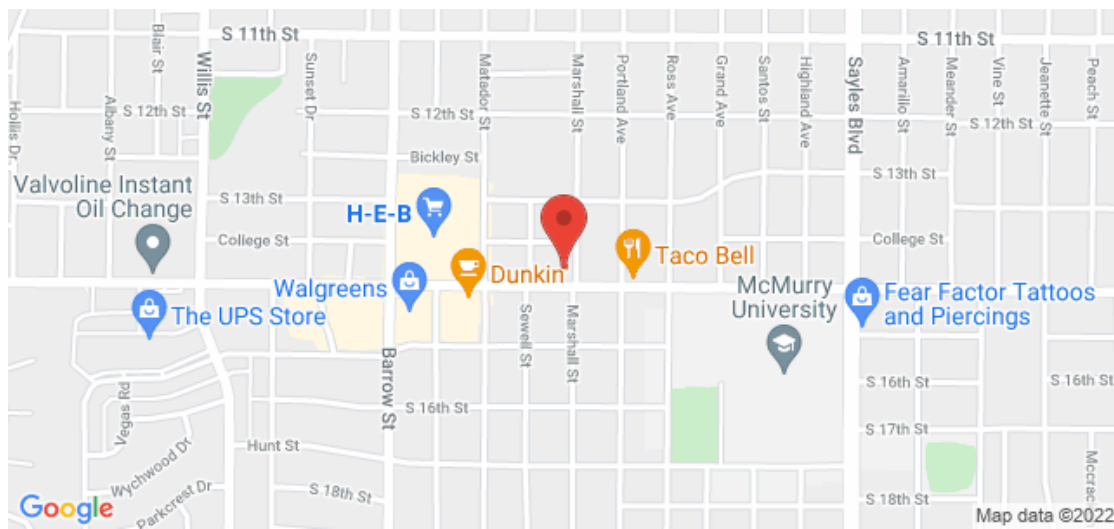 S 11th St
S 11th St
Blair St
Willis St
Sunset Dr
Matador St
Marshall St
Portland Ave
Ross Ave
Grand Ave
Santos St
Highland Ave
Sayles Blvd
Amarillo St
Meander St
Vine St
Jeanette St
Peach St
Hollis Dr
Albany St
S 12th St
S 12th St
S 12th St
Bickley St
Valvoline Instant
Oil Change
S 13th St
S 13th St
H-E-B
College St
College St
Taco Bell
Dunkin
Walgreens
The UPS Store
McMurry
University
Fear Factor Tattoos
and Piercings
Sewell St
Marshall St
Barrow St
Vegas Rd
S 16th St
S 16th St
S 16th St
S 17th St
Hunt St
Wychwood Dr
Parkcrest Dr
S 18th St
S 18th St
Mccrac
Google
Map data ©2022